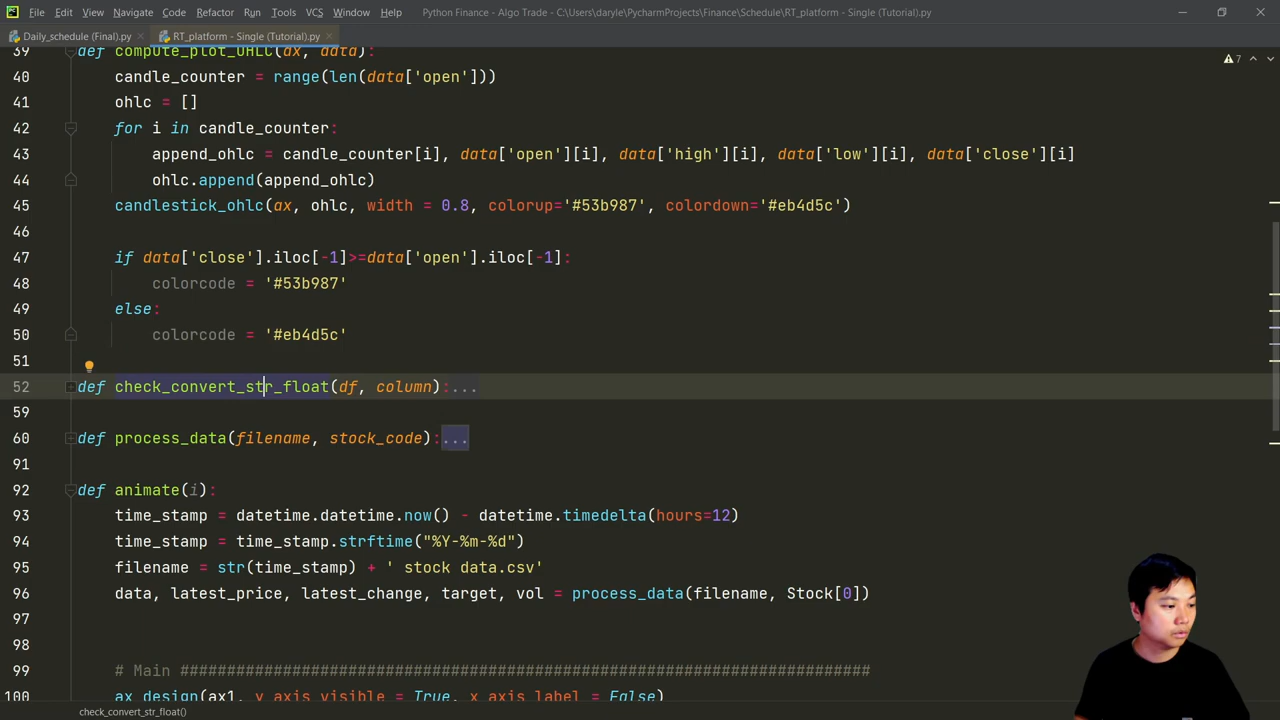 File Edit View Navigate Code Refactor Run Tools VCS Window Help Python Finance - Algo Trade - C:\Users\daryle\PycharmProjects\Finance\Schedule\RT_platform - Single (Tutorial).py
Daily_schedule (Final).py RT_platform - Single (Tutorial).py
39 def compute_plot_OHLC(ax, data):
7
40 candle_counter = range(len(data['open']))
41 ohlc = []
42 for i in candle_counter:
43 append_ohlc = candle_counter[i], data['open'][i], data['high'][i], data['low'][i], data['close'][i]
44 ohlc.append(append_ohlc)
45 candlestick_ohlc(ax, ohlc, width = 0.8, colorup='#53b987', colordown='#eb4d5c')
46
47 if data['close'].iloc[-1]>=data['open'].iloc[-1]:
48 colorcode = '#53b987'
49 else:
50 colorcode = '#eb4d5c'
51
52 def check_convert_str_float(df, column):...
59
60 def process_data(filename, stock_code):...
91
92 def animate(i):
93 time_stamp = datetime.datetime.now() - datetime.timedelta(hours=12)
94 time_stamp = time_stamp.strftime("%Y-%m-%d")
95 filename = str(time_stamp) + ' stock data.csv'
96 data, latest_price, latest_change, target, vol = process_data(filename, Stock[0])
97
98
99 # Main ##########################################################################
100 ax_design(ax1, y_axis_visible = True, x_axis_label = False)
check_convert_str_float()